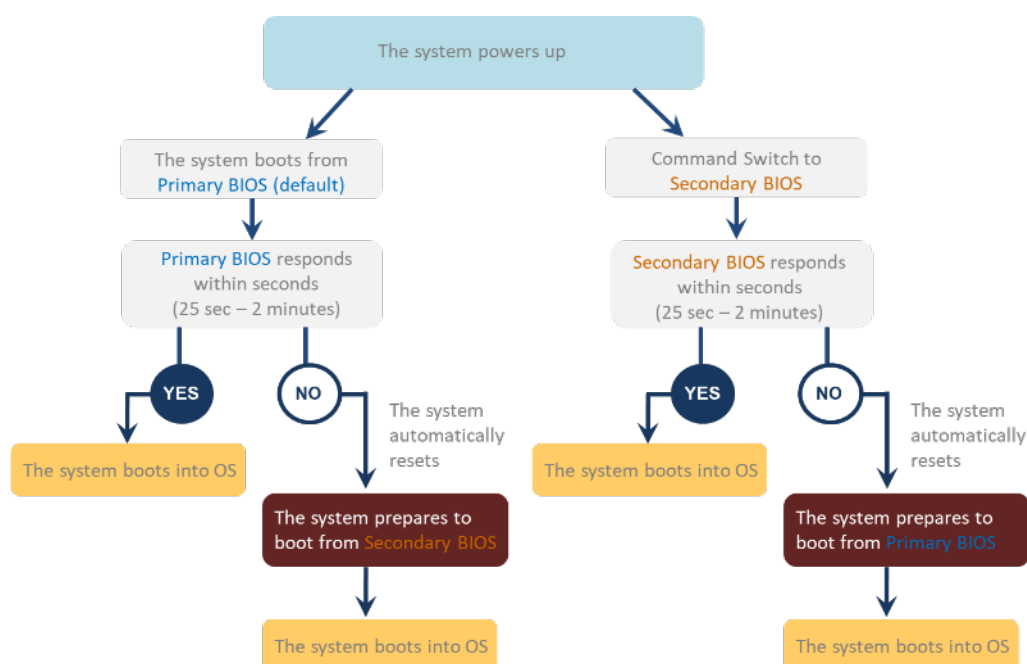 The system powers up
The system boots from
Primary BIOS (default)
Command Switch to
Secondary BIOS
Primary BIOS responds
within seconds
(25 sec – 2 minutes)
Secondary BIOS responds
within seconds
(25 sec – 2 minutes)
YES
NO
YES
NO
The system
automatically
resets
The system
automatically
resets
The system boots into OS
The system boots into OS
The system prepares to
boot from Secondary BIOS
The system prepares to
boot from Primary BIOS
The system boots into OS
The system boots into OS